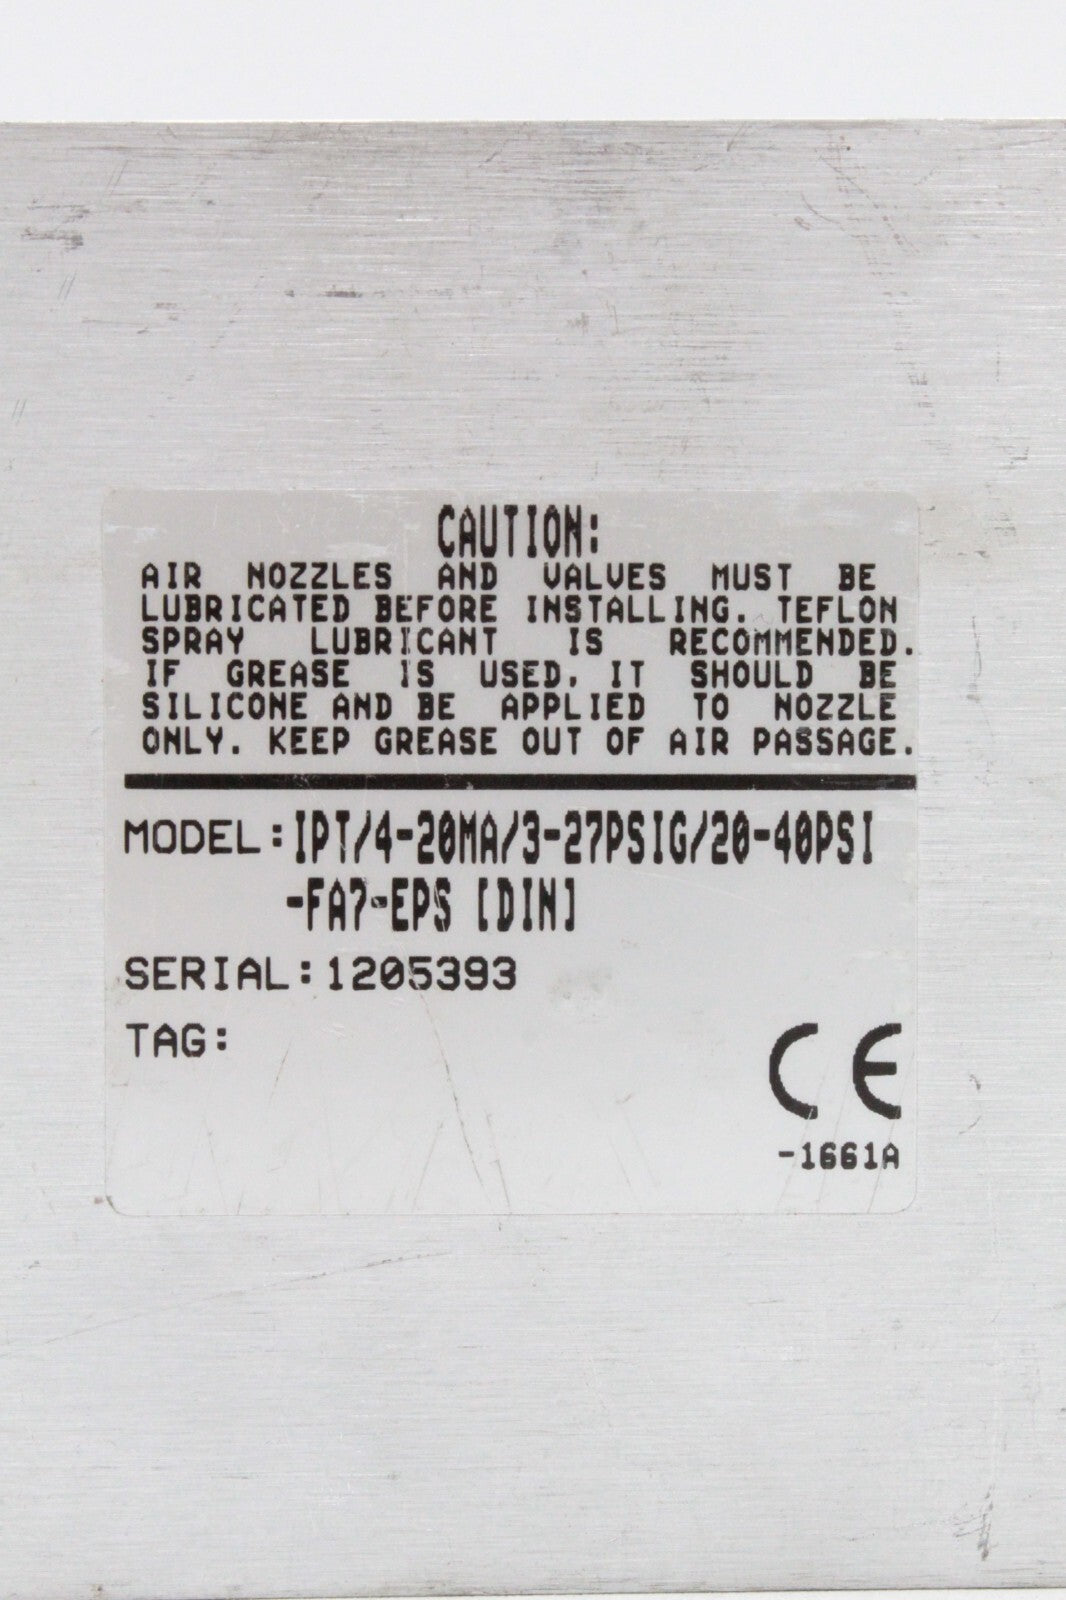 CAUTION:
AIR NOZZLES AND VALVES MUST BE
LUBRICATED BEFORE INSTALLING. TEFLON
SPRAY LUBRICANT IS RECOMMENDED.
IF GREASE IS USED, IT SHOULD BE
SILICONE AND BE APPLIED TO NOZZLE
ONLY. KEEP GREASE OUT OF AIR PASSAGE.
MODEL:IPT/4-20MA/3-27PSIG/20-40PSI
-FA7-EPS [DIN]
SERIAL:1205393
TAG:
CE
-1661A